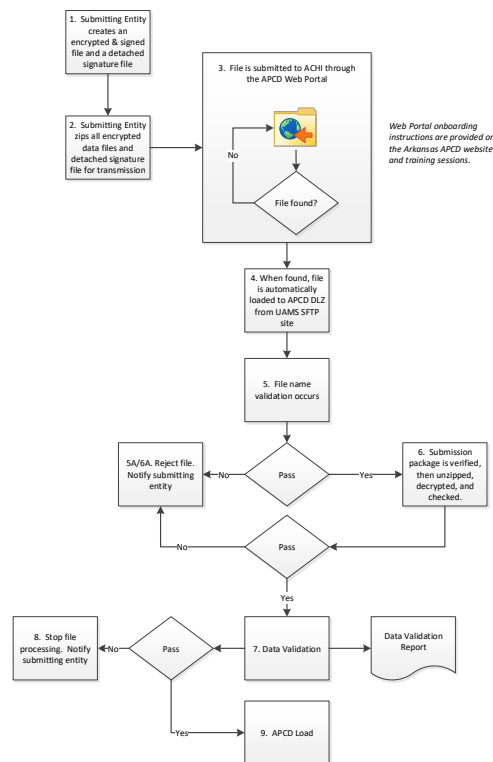 1. Submitting Entity
creates an
encrypted & signed
file and a detached
signature file
2. Submitting Entity
zips all encrypted
data files and
detached signature
file for transmission
3. File is submitted to ACHI through
the APCD Web Portal
No
File found?
Web Portal onboarding
instructions are provided on
the Arkansas APCD website
and training sessions.
4. When found, file
is automatically
loaded to APCD DLZ
from UAMS SFTP
site
5. File name
validation occurs
5A/6A. Reject file.
Notify submitting
entity
No
Pass
Yes
6. Submission
package is verified,
then unzipped,
decrypted, and
checked.
No
Pass
Yes
8. Stop file
processing. Notify
submitting entity
No
Pass
7. Data Validation
Data Validation
Report
Yes
9. APCD Load